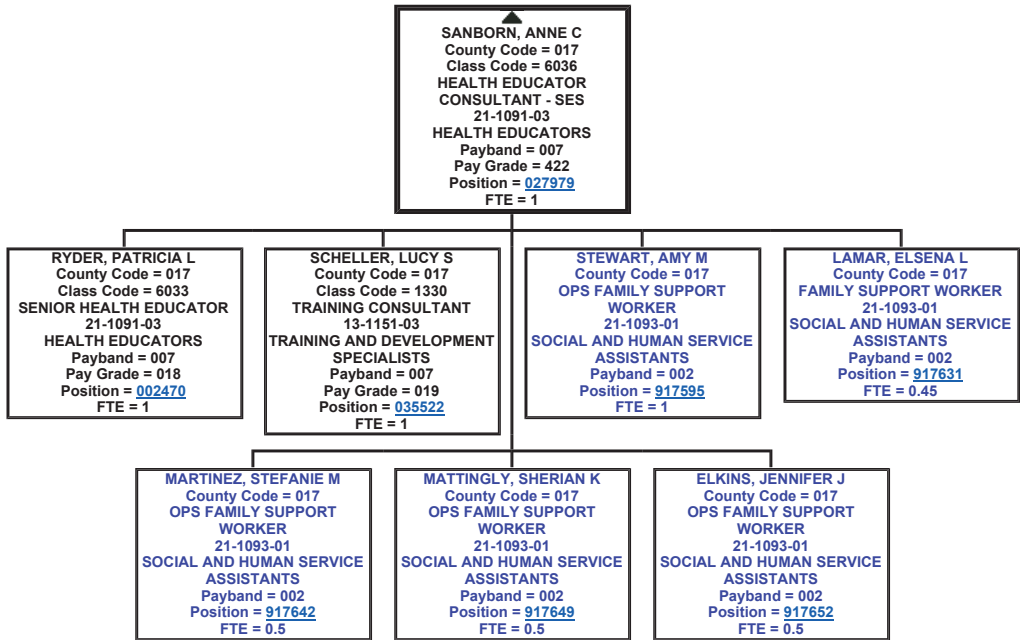 SANBORN, ANNE C
County Code = 017
Class Code = 6036
HEALTH EDUCATOR
CONSULTANT - SES
21-1091-03
HEALTH EDUCATORS
Payband = 007
Pay Grade = 422
Position = 027979
FTE = 1
RYDER, PATRICIA L
County Code = 017
Class Code = 6033
SENIOR HEALTH EDUCATOR
21-1091-03
HEALTH EDUCATORS
Payband = 007
Pay Grade = 018
Position = 002470
FTE = 1
SCHELLER, LUCY S
County Code = 017
Class Code = 1330
TRAINING CONSULTANT
13-1151-03
TRAINING AND DEVELOPMENT
SPECIALISTS
Payband = 007
Pay Grade = 019
Position = 035522
FTE = 1
STEWART, AMY M
County Code = 017
OPS FAMILY SUPPORT
WORKER
21-1093-01
SOCIAL AND HUMAN SERVICE
ASSISTANTS
Payband = 002
Position = 917595
FTE = 1
LAMAR, ELSENA L
County Code = 017
FAMILY SUPPORT WORKER
21-1093-01
SOCIAL AND HUMAN SERVICE
ASSISTANTS
Payband = 002
Position = 917631
FTE = 0.45
MARTINEZ, STEFANIE M
County Code = 017
OPS FAMILY SUPPORT
WORKER
21-1093-01
SOCIAL AND HUMAN SERVICE
ASSISTANTS
Payband = 002
Position = 917642
FTE = 0.5
MATTINGLY, SHERIAN K
County Code = 017
OPS FAMILY SUPPORT
WORKER
21-1093-01
SOCIAL AND HUMAN SERVICE
ASSISTANTS
Payband = 002
Position = 917649
FTE = 0.5
ELKINS, JENNIFER J
County Code = 017
OPS FAMILY SUPPORT
WORKER
21-1093-01
SOCIAL AND HUMAN SERVICE
ASSISTANTS
Payband = 002
Position = 917652
FTE = 0.5